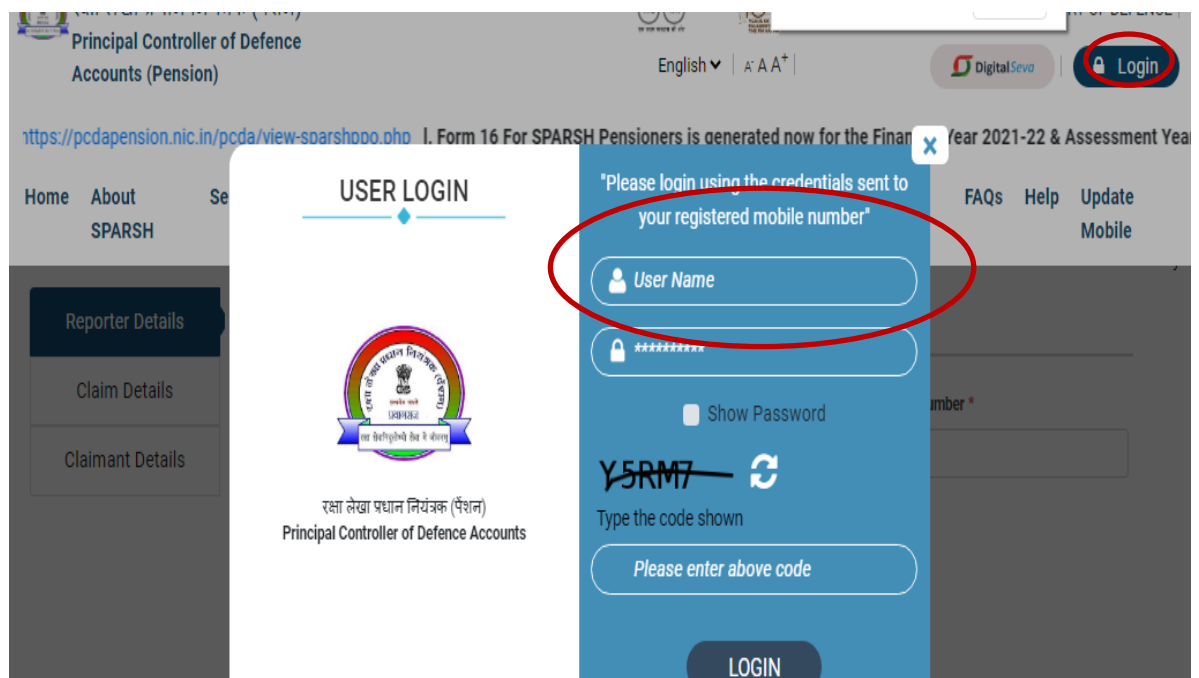 Principal Controller of Defence
Accounts (Pension)
English
A- A A+
Digital Seva
Login
https://pcdapension.nic.in/pcda/view-sparshppo.php l. Form 16 For SPARSH Pensioners is generated now for the Finan Year 2021-22 & Assessment Yea
Home
About
SPARSH
Se
FAQs
Help
Update
Mobile
USER LOGIN
रक्षा लेखा प्रधान नियंत्रक (पेंशन)
Principal Controller of Defence Accounts
"Please login using the credentials sent to
your registered mobile number"
User Name
**********
Show Password
Y5RM7
Type the code shown
Please enter above code
LOGIN
Reporter Details
Claim Details
Claimant Details
umber *